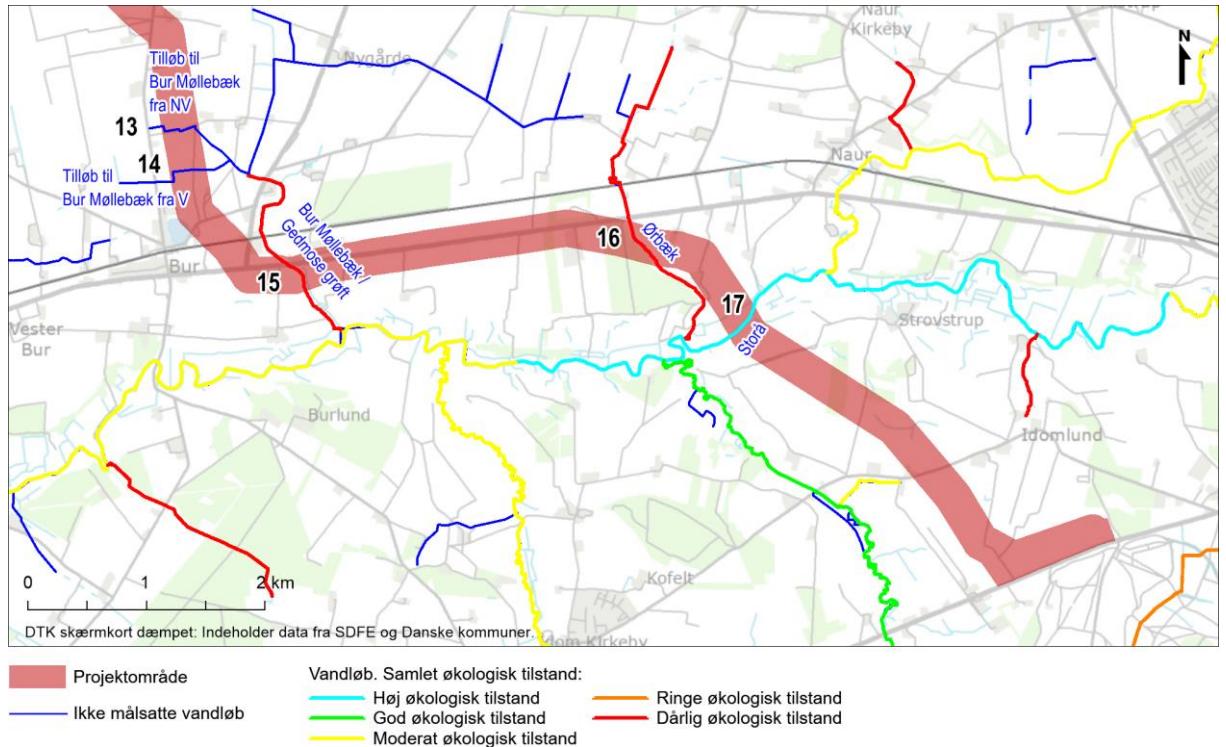 Nygårde
Naur
Kirkeby
N
Tilløb til
Bur Møllebæk
fra NV
13
14
Tilløb til
Bur Møllebæk fra V
Naur
Bur
15
Bur Møllebæk /
Gedmose grøft
16
Ørbæk
17
Storå
Strovstrup
Vester
Bur
Burlund
Idomlund
Kofelt
Idom Kirkeby
0 1 2 km
DTK skærmkort dæmpet: Indeholder data fra SDFE og Danske kommuner.
Projektområde
Ikke målsatte vandløb
Vandløb. Samlet økologisk tilstand:
Høj økologisk tilstand
God økologisk tilstand
Moderat økologisk tilstand
Ringe økologisk tilstand
Dårlig økologisk tilstand